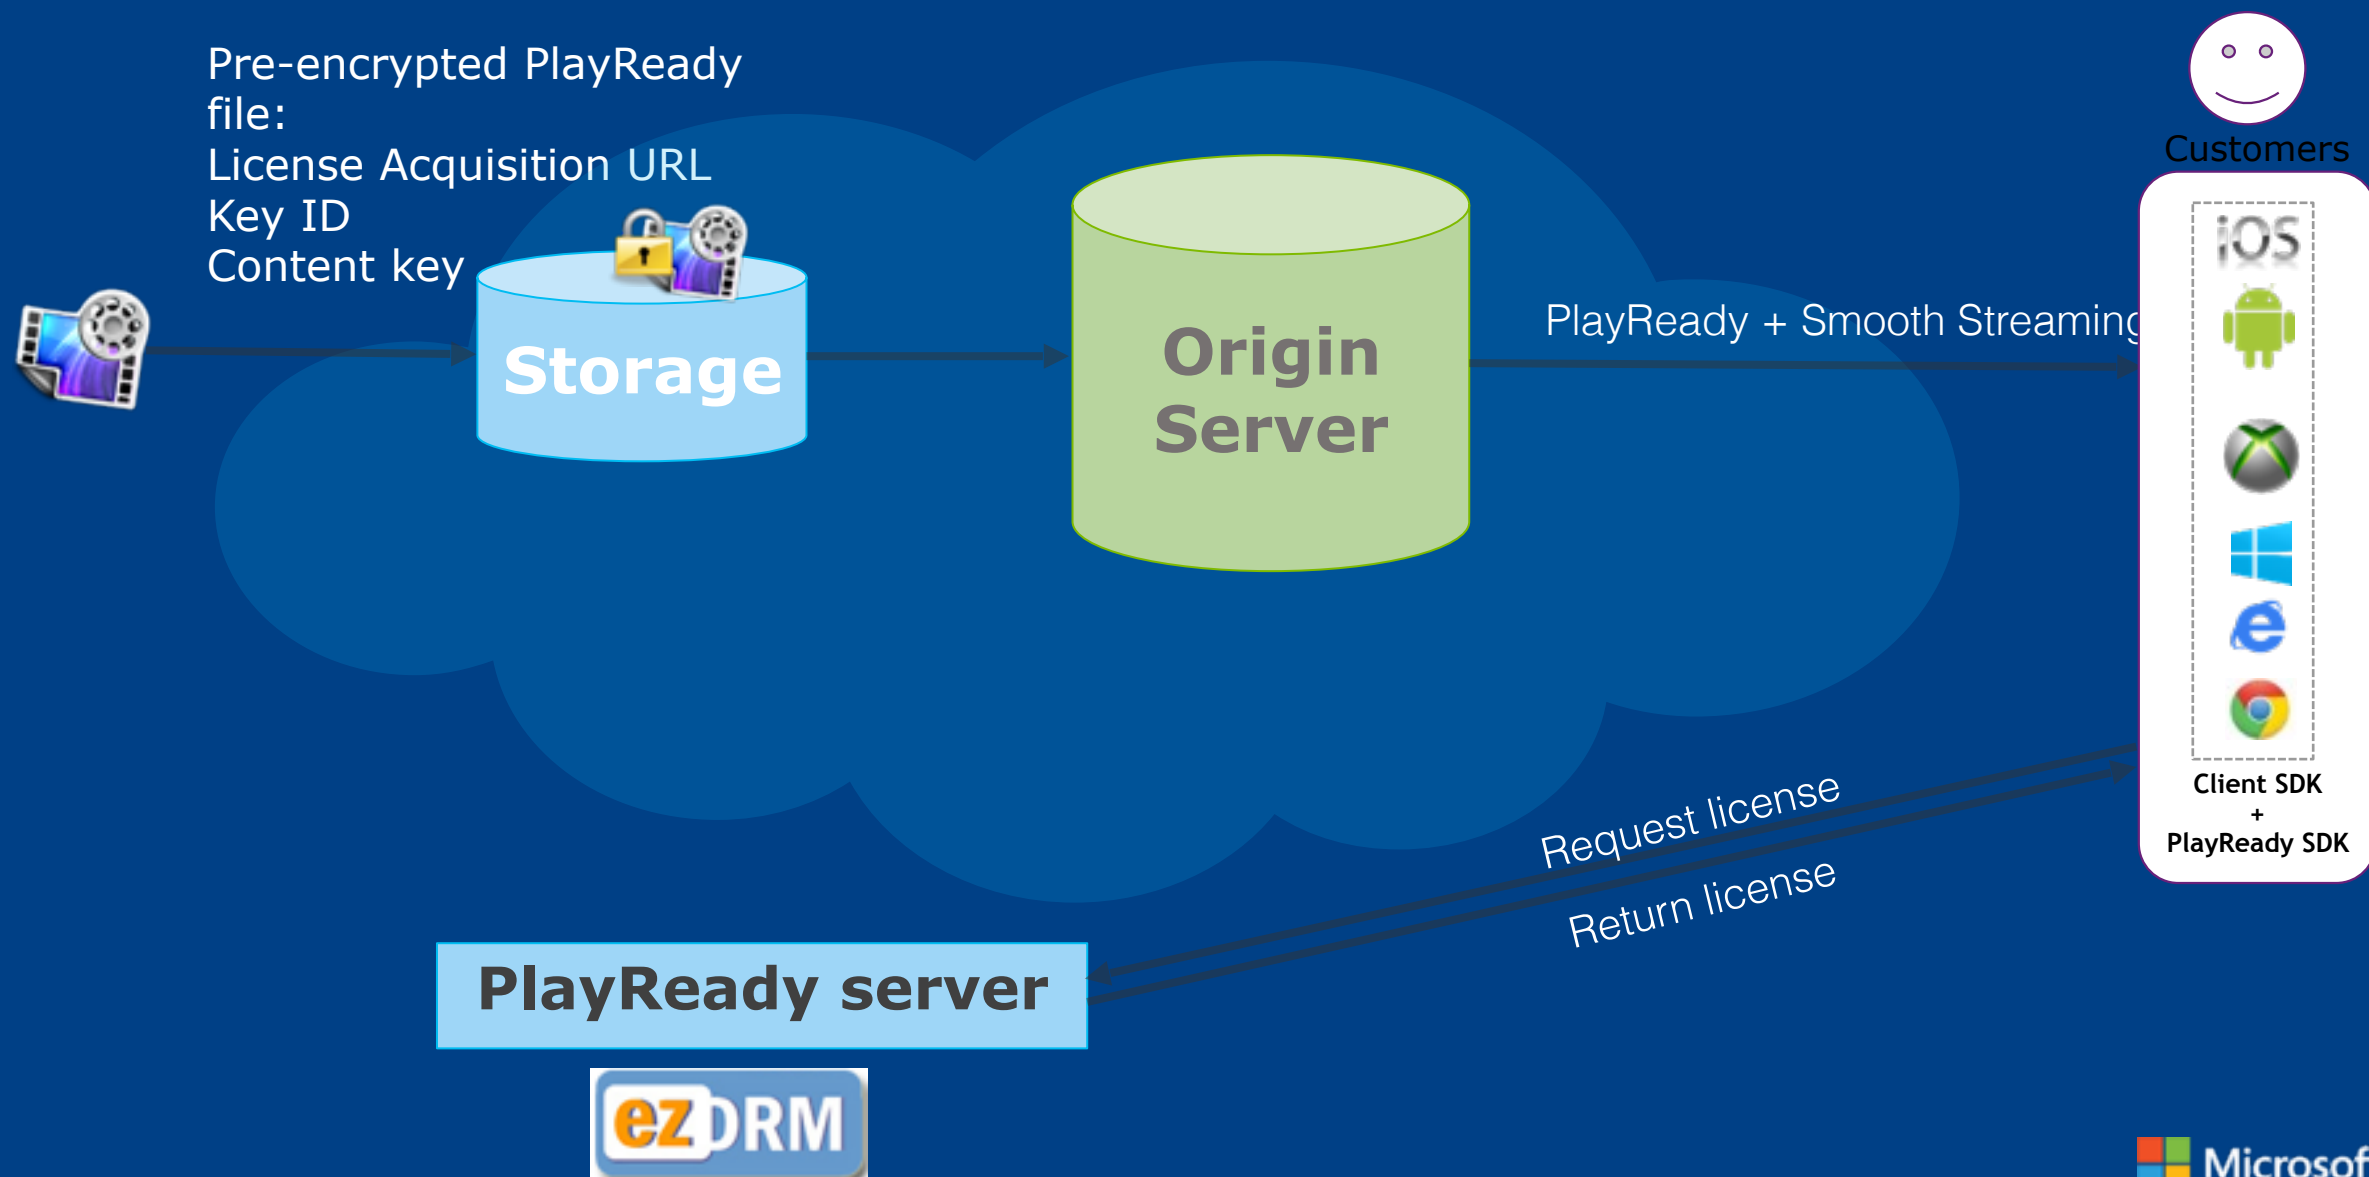 Pre-encrypted PlayReady
file:
License Acquisition URL
Key ID
Content key
Storage
Origin
Server
PlayReady + Smooth Streaming
Customers
iOS
Client SDK
+
PlayReady SDK
Request license
Return license
PlayReady server
ezDRM
Microsof